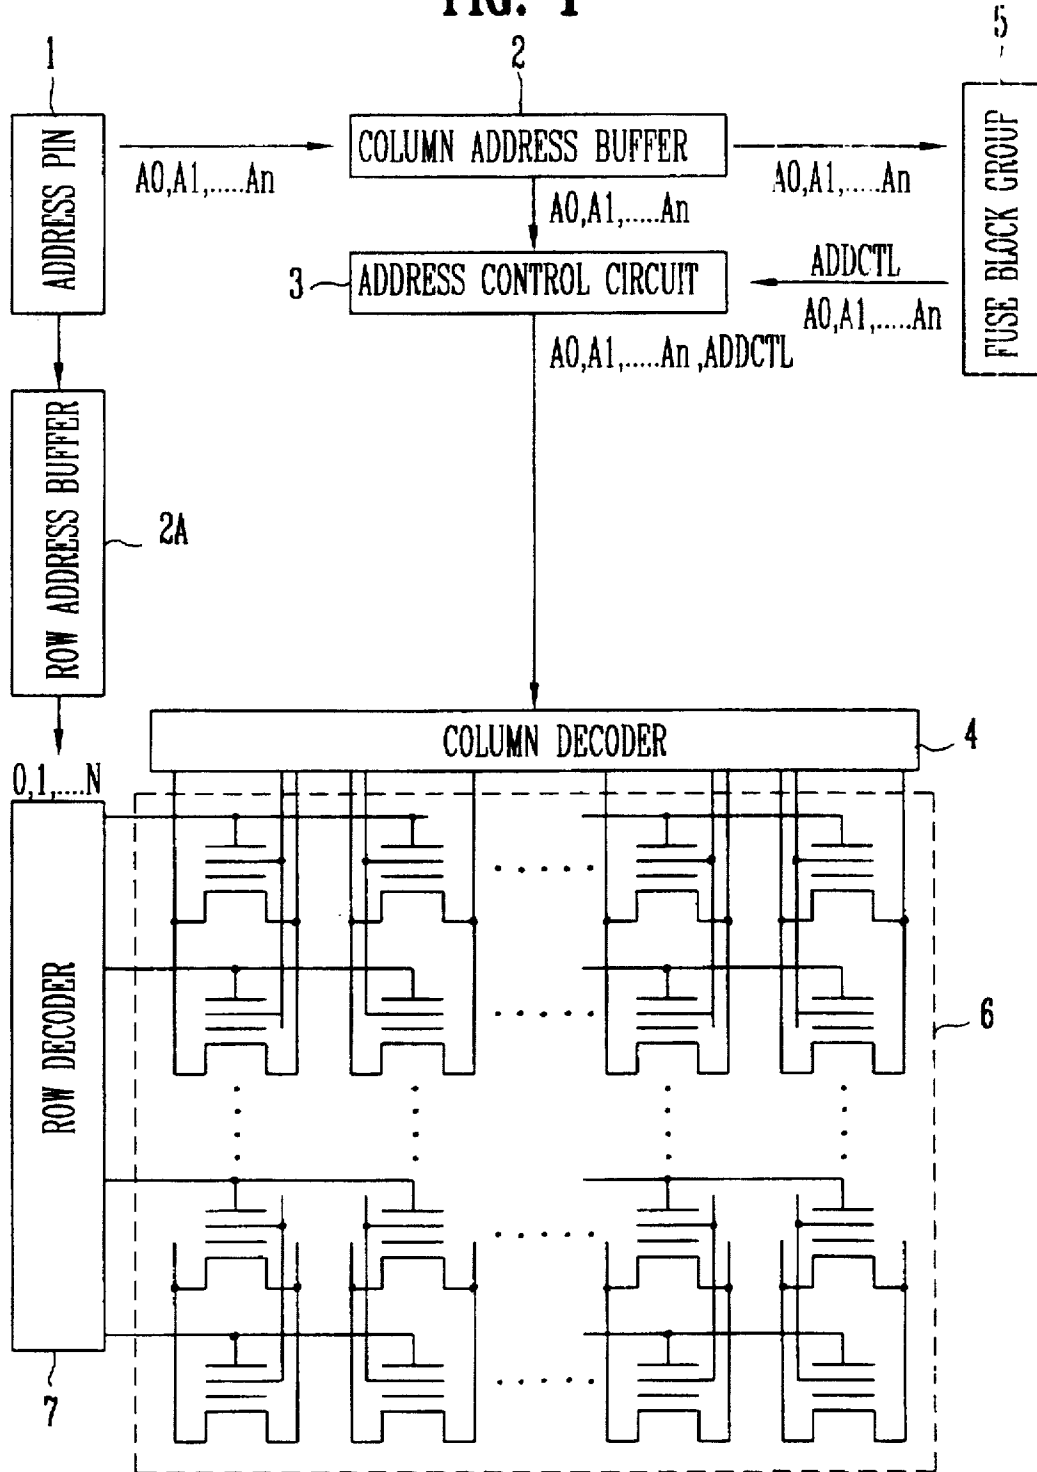 FIG. 1
1
2
5
ADDRESS PIN
COLUMN ADDRESS BUFFER
FUSE BLOCK GROUP
A0,A1,.....An
A0,A1,.....An
A0,A1,.....An
3
ADDRESS CONTROL CIRCUIT
ADDCTL
A0,A1,.....An
A0,A1,.....An ,ADDCTL
ROW ADDRESS BUFFER
2A
COLUMN DECODER
4
0,1,....N
ROW DECODER
6
7